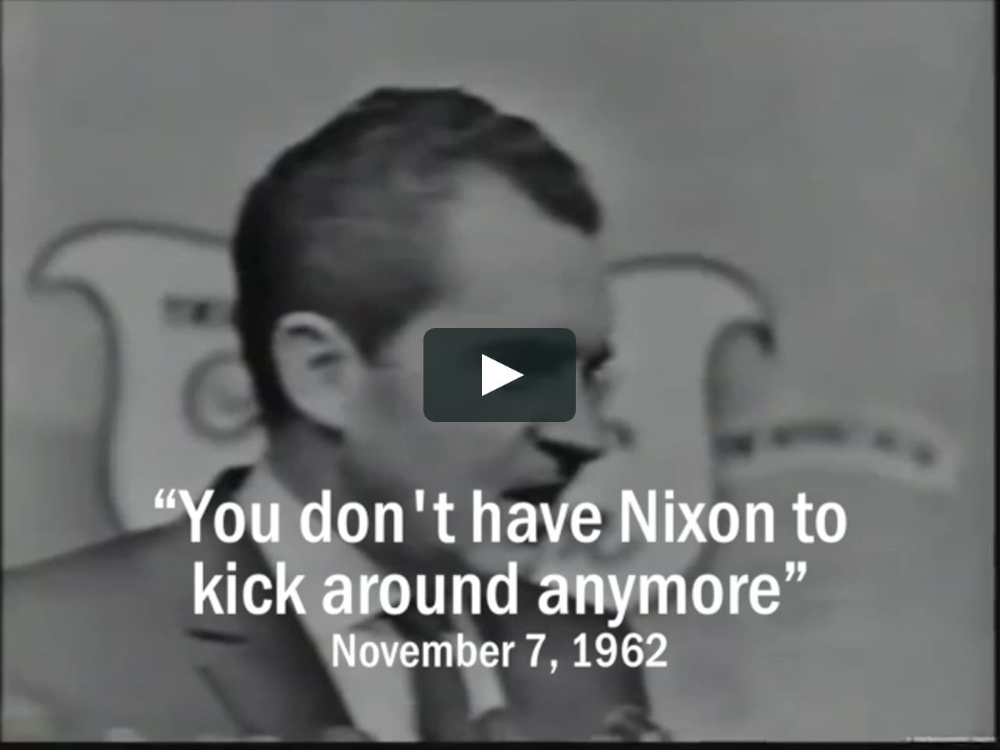 “You don't have Nixon to
kick around anymore”
November 7, 1962